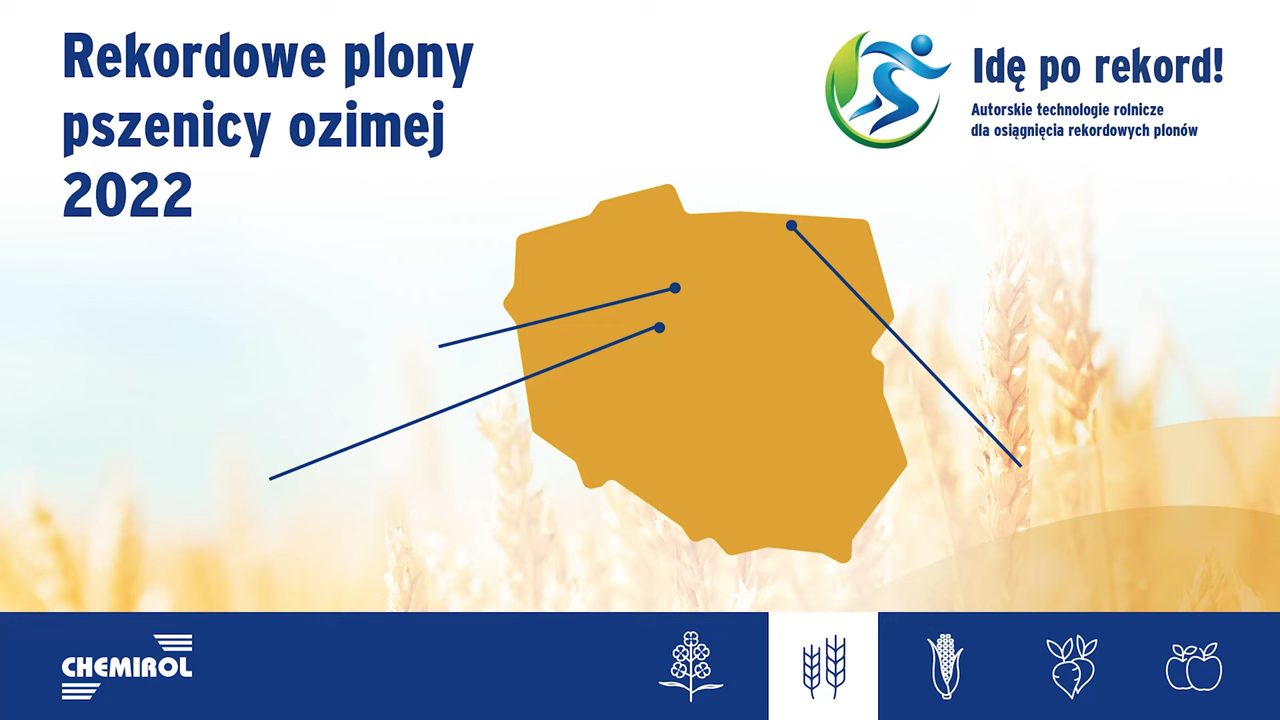 Rekordowe plony
pszenicy ozimej
2022
Idę po rekord!
Autorskie technologie rolnicze
dla osiągnięcia rekordowych plonów
CHEMIROL